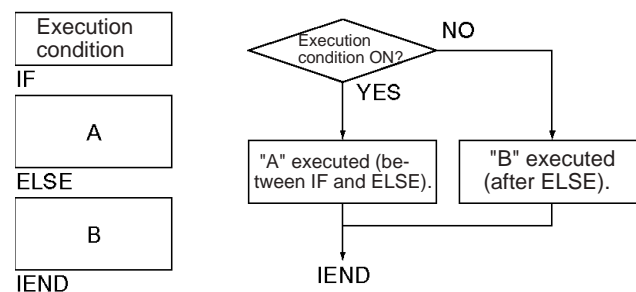 Execution
condition
IF
A
ELSE
B
IEND
Execution
condition ON?
NO
YES
"A" executed (be-
tween IF and ELSE).
"B" executed
(after ELSE).
IEND